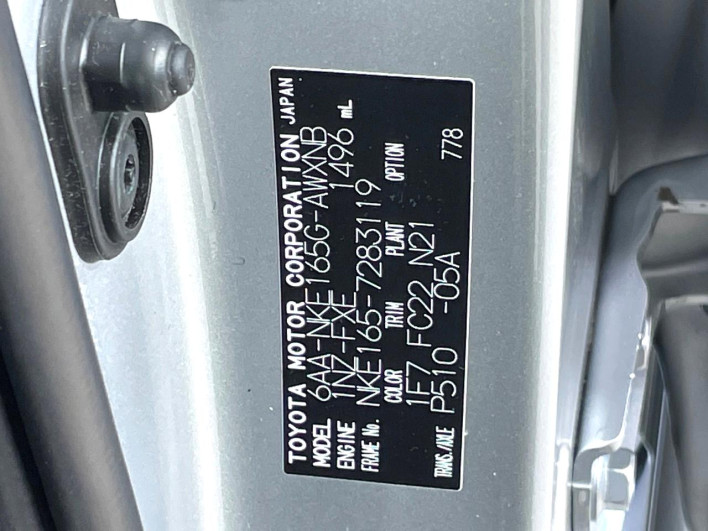 TOYOTA MOTOR CORPORATION JAPAN
MODEL 6AA-NKE165G-AWXNB
ENGINE 1NZ-FXE 1496 mL
FRAME No. NKE165-7283119
COLOR TRIM PLANT OPTION
1F7 FC22 N21
TRANS./AXLE P510 -05A 778